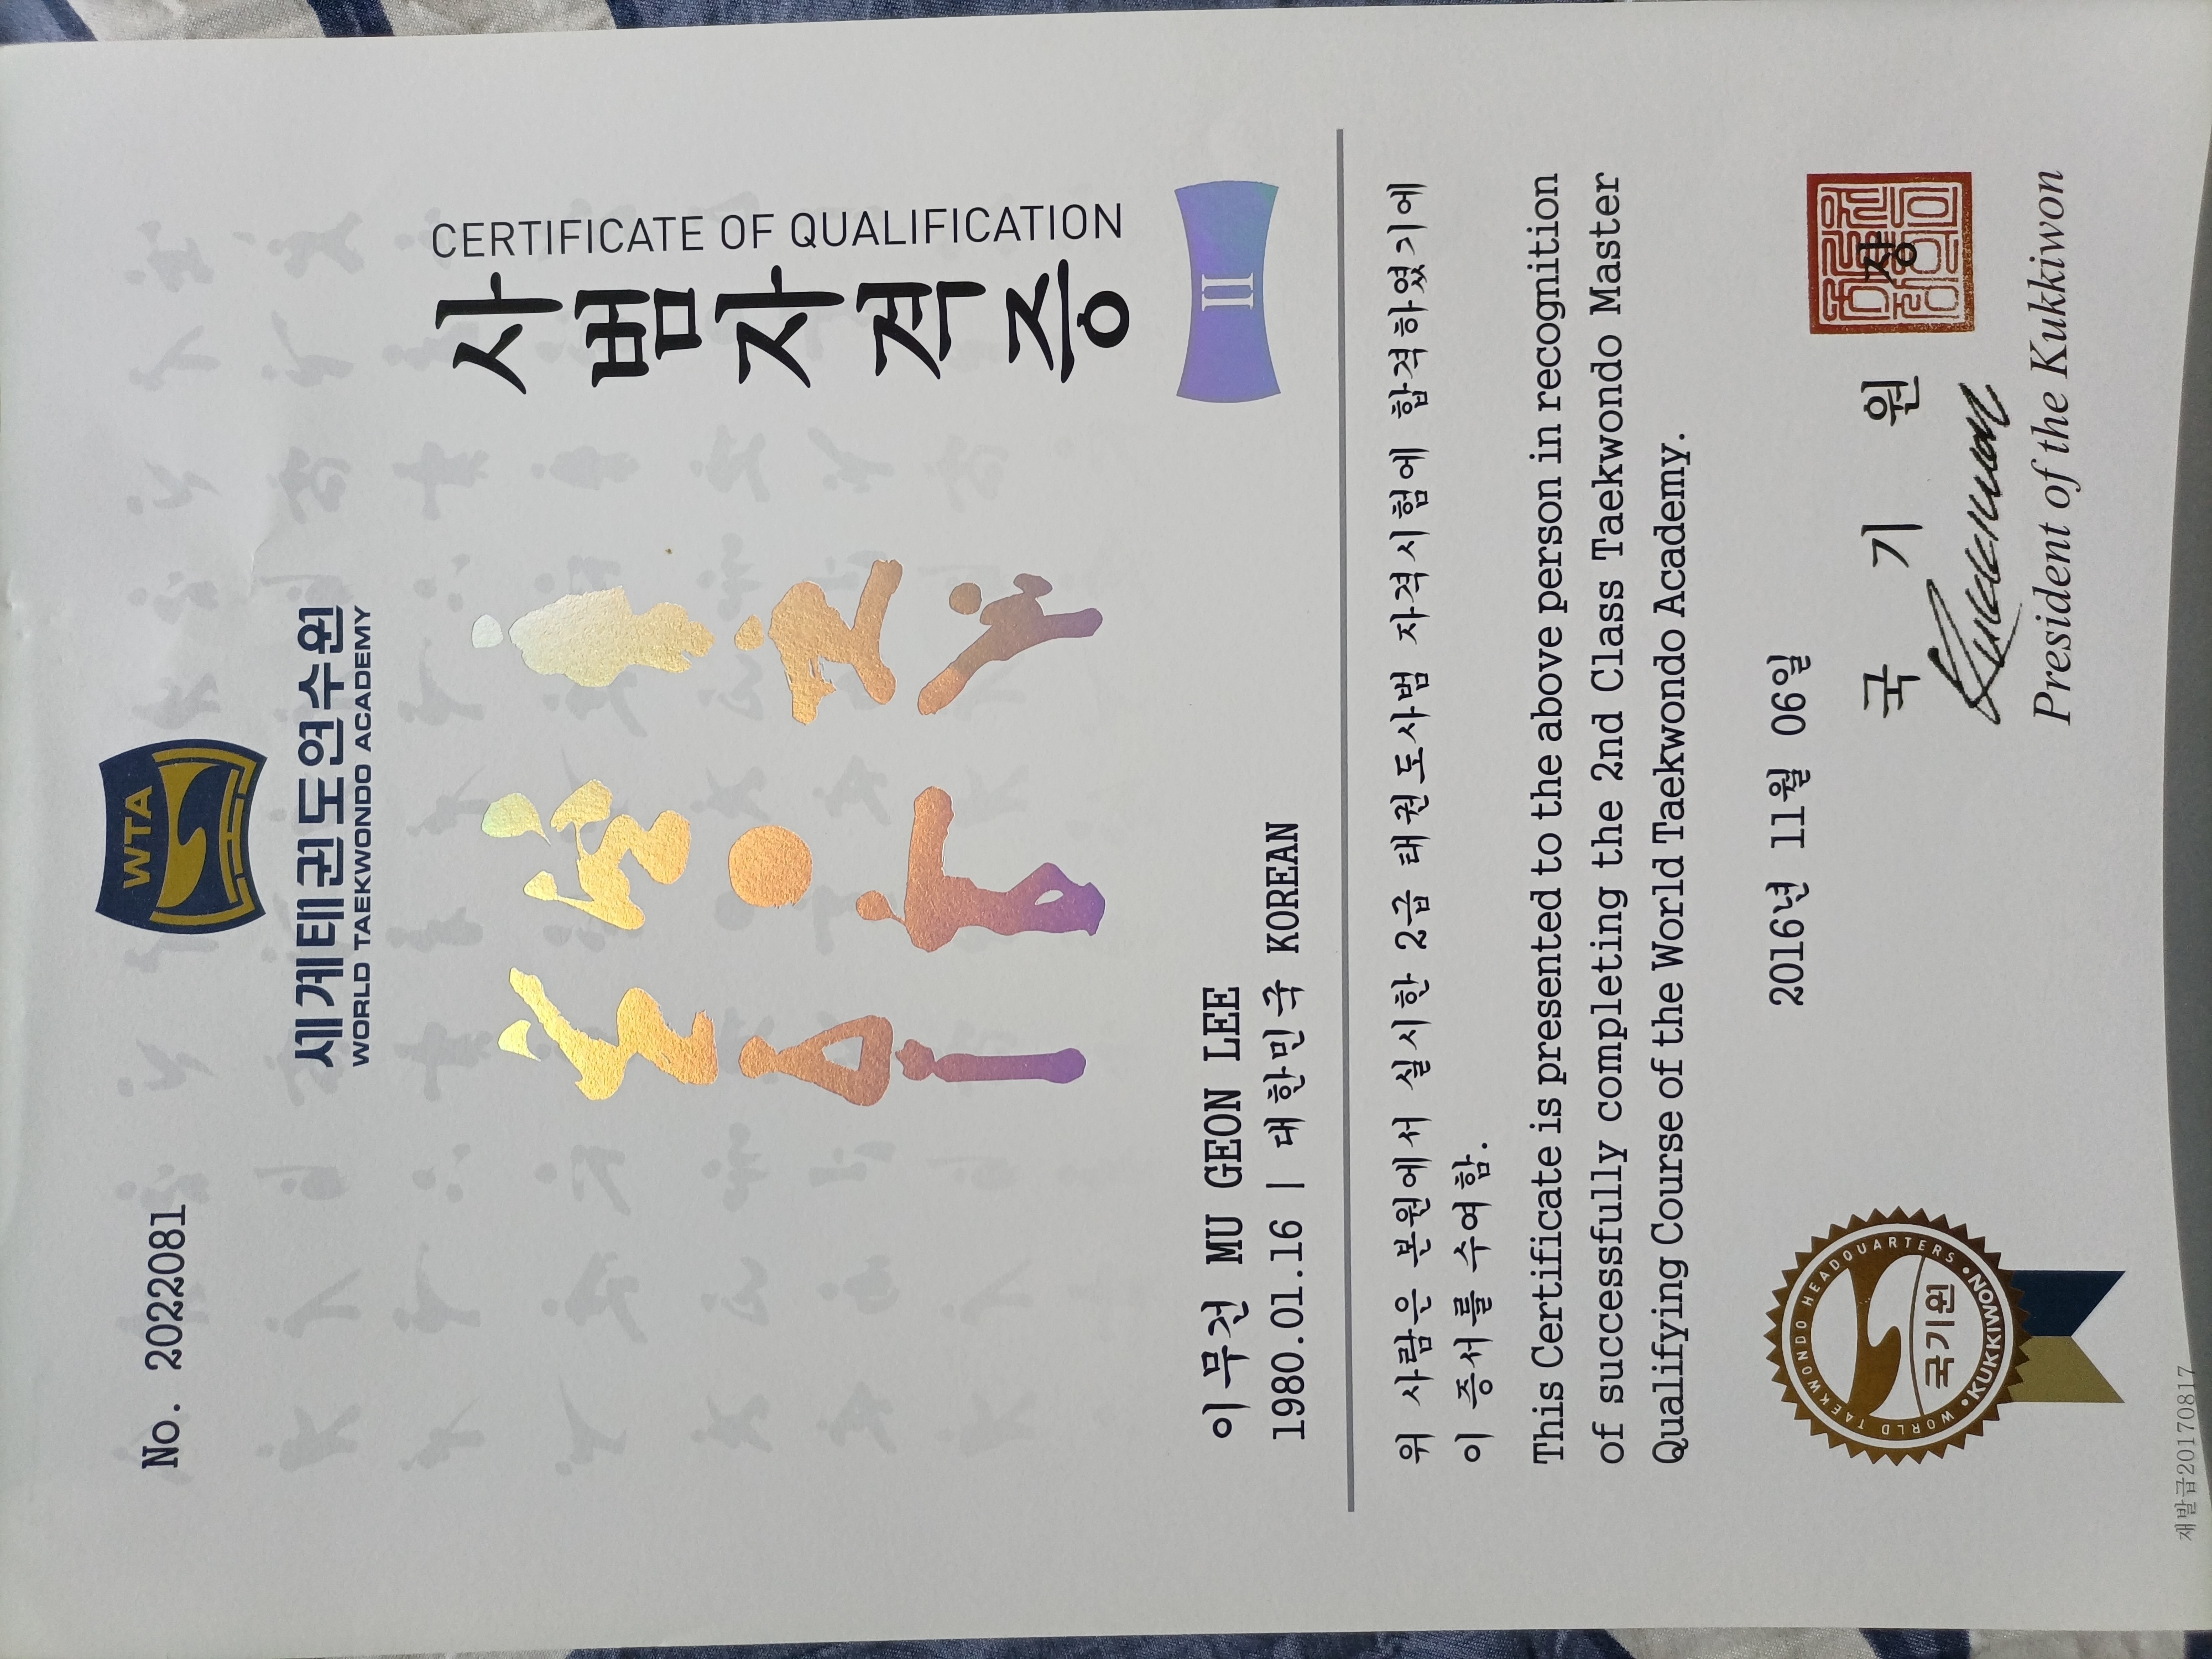 No. 2022081
WTA
세계태권도연수원
WORLD TAEKWONDO ACADEMY
CERTIFICATE OF QUALIFICATION
사범자격증
II
이무건 MU GEON LEE
1980.01.16 | 대한민국 KOREAN
위 사람은 본원에서 실시한 2급 태권도사범 자격시험에 합격하였기에
이 증서를 수여함.
This Certificate is presented to the above person in recognition
of successfully completing the 2nd Class Taekwondo Master
Qualifying Course of the World Taekwondo Academy.
2016년 11월 06일
국 기 원 장
President of the Kukkiwon
WORLD TAEKWONDO HEADQUARTERS
국기원
KUKKIWON
재발급20170817